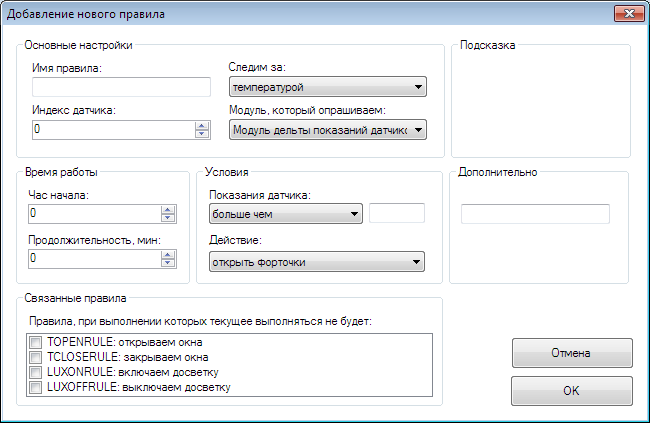 Добавление нового правила
Основные настройки
Имя правила:
Следим за:
температурой
Индекс датчика:
Модуль, который опрашиваем:
0
Модуль дельты показаний датчикс
Подсказка
Время работы
Час начала:
0
Продолжительность, мин:
0
Условия
Показания датчика:
больше чем
Действие:
открыть форточки
Дополнительно
Связанные правила
Правила, при выполнении которых текущее выполняться не будет:
TOPENRULE: открываем окна
TCLOSERULE: закрываем окна
LUXONRULE: включаем досветку
LUXOFFRULE: выключаем досветку
Отмена
OK